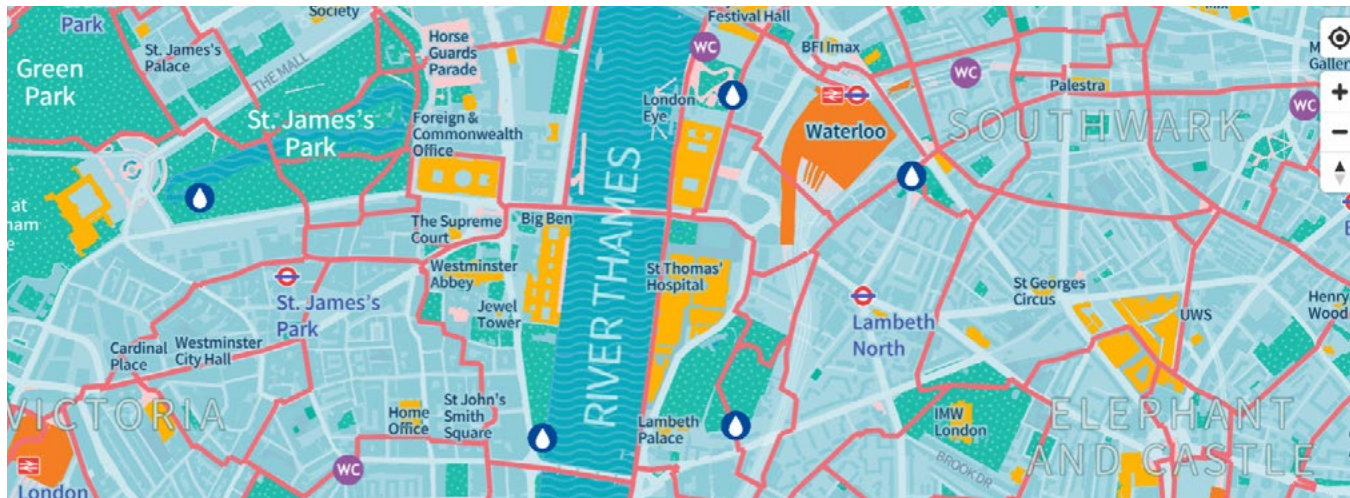 Park
Society
St. James's
Palace
Green
Park
THE MALL
St. James's
Park
Horse
Guards
Parade
Foreign &
Commonwealth
Office
The Supreme
Court
Big Ben
Westminster
Abbey
Jewel
Tower
St. James's
Park
Cardinal
Place
Westminster
City Hall
VICTORIA
Home
Office
St John's
Smith
Square
WC
London
RIVER THAMES
Festival Hall
WC
London
Eye
BFI Imax
Waterloo
WC
Palestra
SOUTHWARK
WC
St Thomas'
Hospital
Lambeth
North
St Georges
Circus
UWS
Henry
Wood
Lambeth
Palace
IMW
London
BROOK DR
ELEPHANT
AND CASTLE
at
+
−